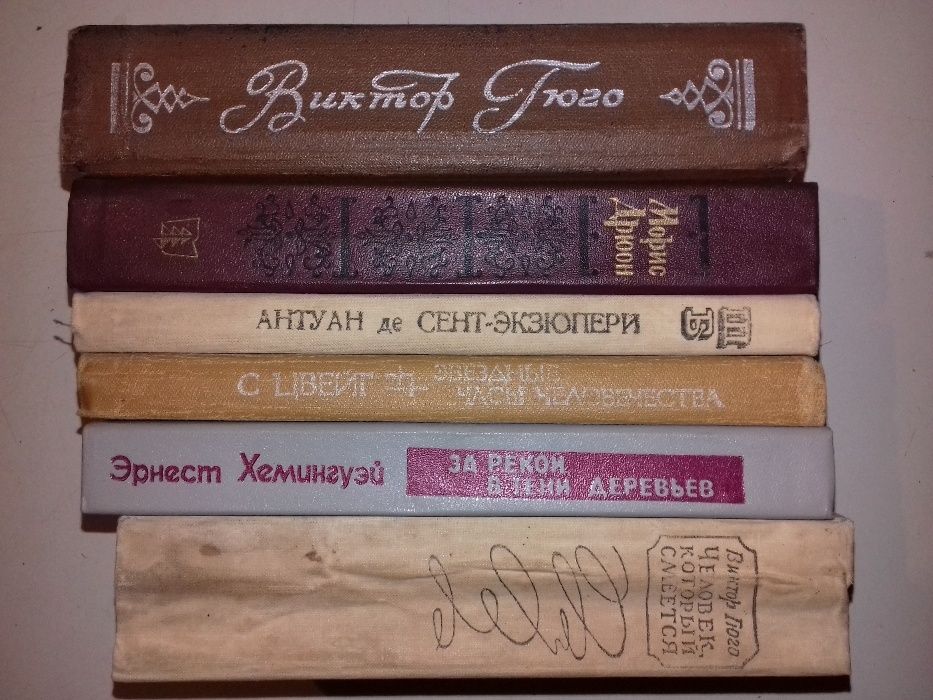 Виктор Гюго
Морис
Дрюон
АНТУАН де СЕНТ-ЭКЗЮПЕРИ
С ЦВЕЙГ
ЗВЕЗДНЫЕ
ЧАСЫ ЧЕЛОВЕЧЕСТВА
Эрнест Хемингуэй
ЗА РЕКОЙ
В ТЕНИ ДЕРЕВЬЕВ
Виктор Гюго
ЧЕЛОВЕК,
КОТОРЫЙ
СМЕЕТСЯ